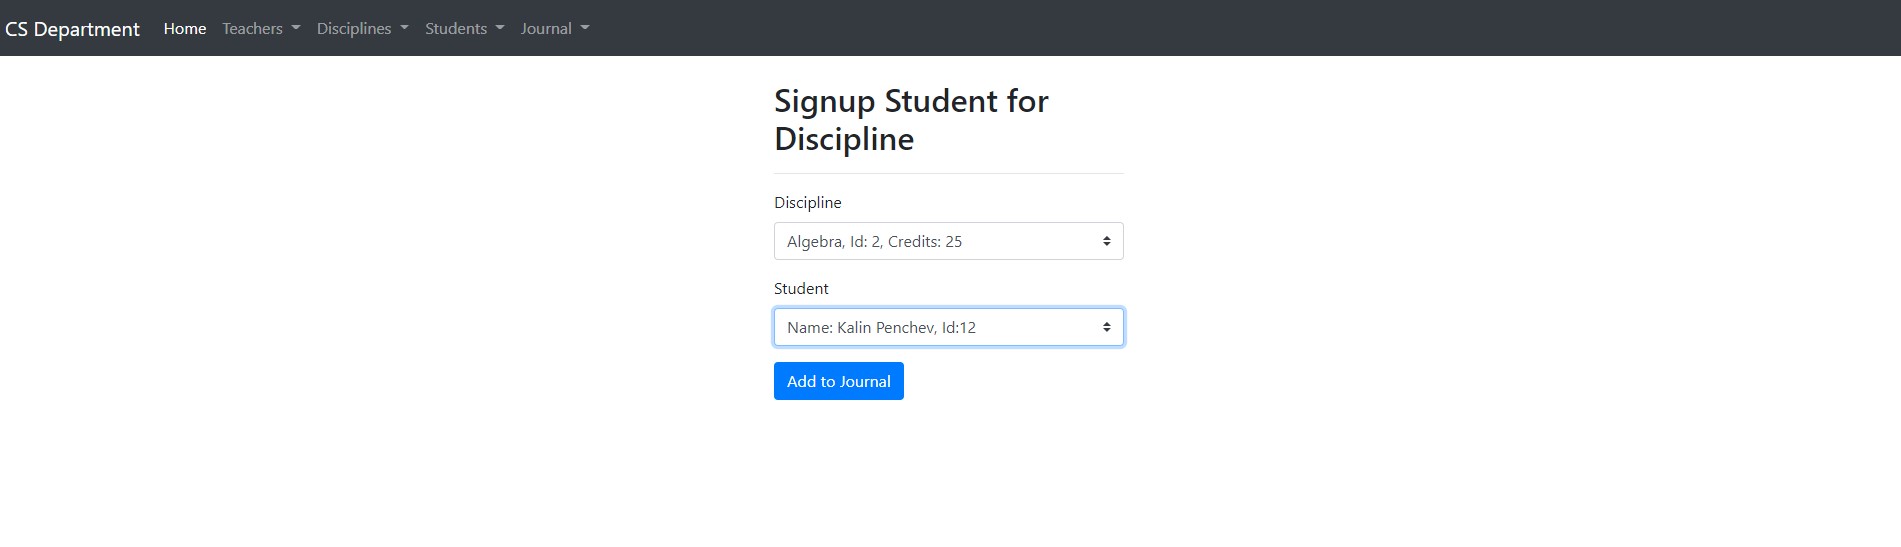 CS Department Home Teachers Disciplines Students Journal
Signup Student for
Discipline
Discipline
Algebra, Id: 2, Credits: 25
Student
Name: Kalin Penchev, Id:12
Add to Journal